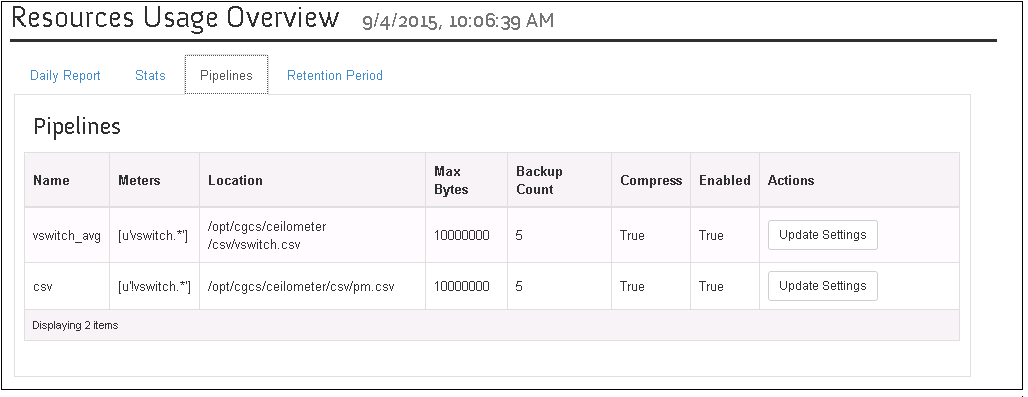 Resources Usage Overview 9/4/2015, 10:06:39 AM
Daily Report Stats Pipelines Retention Period
Pipelines
Name Meters Location Max Bytes Backup Count Compress Enabled Actions
vswitch_avg [u'vswitch.*'] /opt/cgcs/ceilometer /csv/vswitch.csv 10000000 5 True True Update Settings
csv [u'!vswitch.*'] /opt/cgcs/ceilometer/csv/pm.csv 10000000 5 True True Update Settings
Displaying 2 items